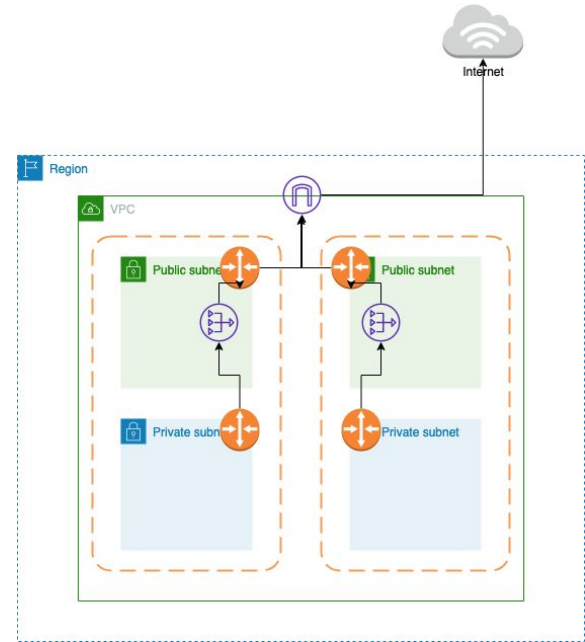 Internet
Region
VPC
Public subne
Public subnet
Private subn
Private subnet